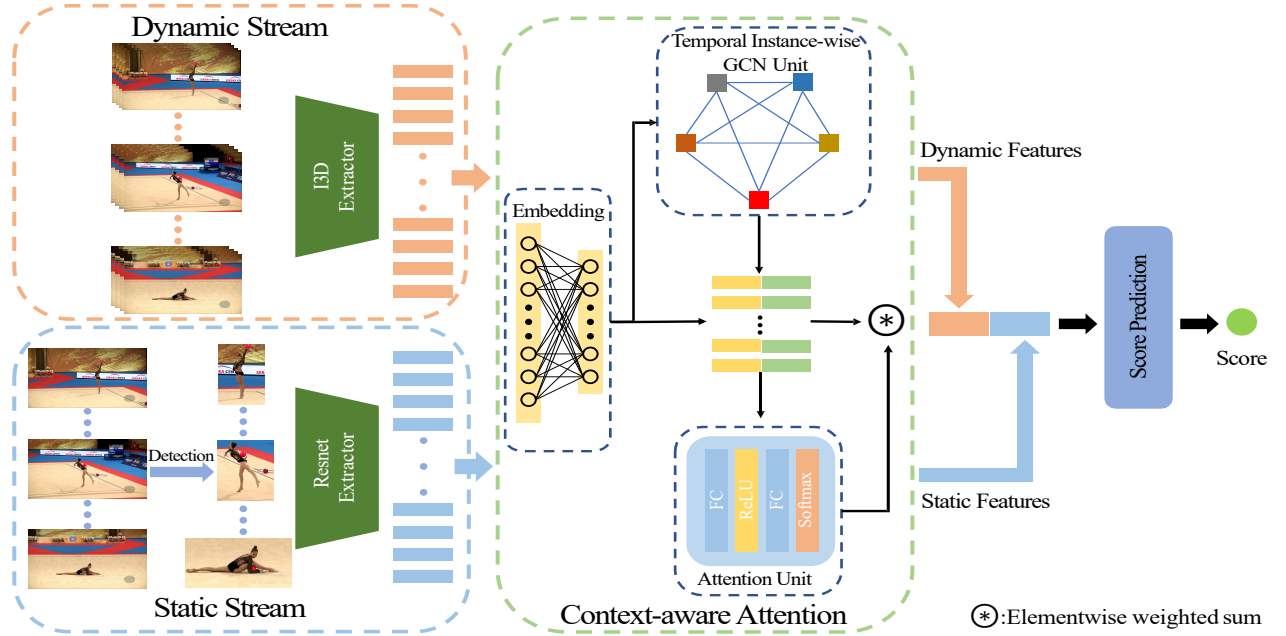 Dynamic Stream
I3D
Extractor
Detection
Resnet
Extractor
Static Stream
Embedding
Temporal Instance-wise
GCN Unit
FC
ReLU
FC
Softmax
Attention Unit
Context-aware Attention
Dynamic Features
Static Features
Score Prediction
Score
:Elementwise weighted sum